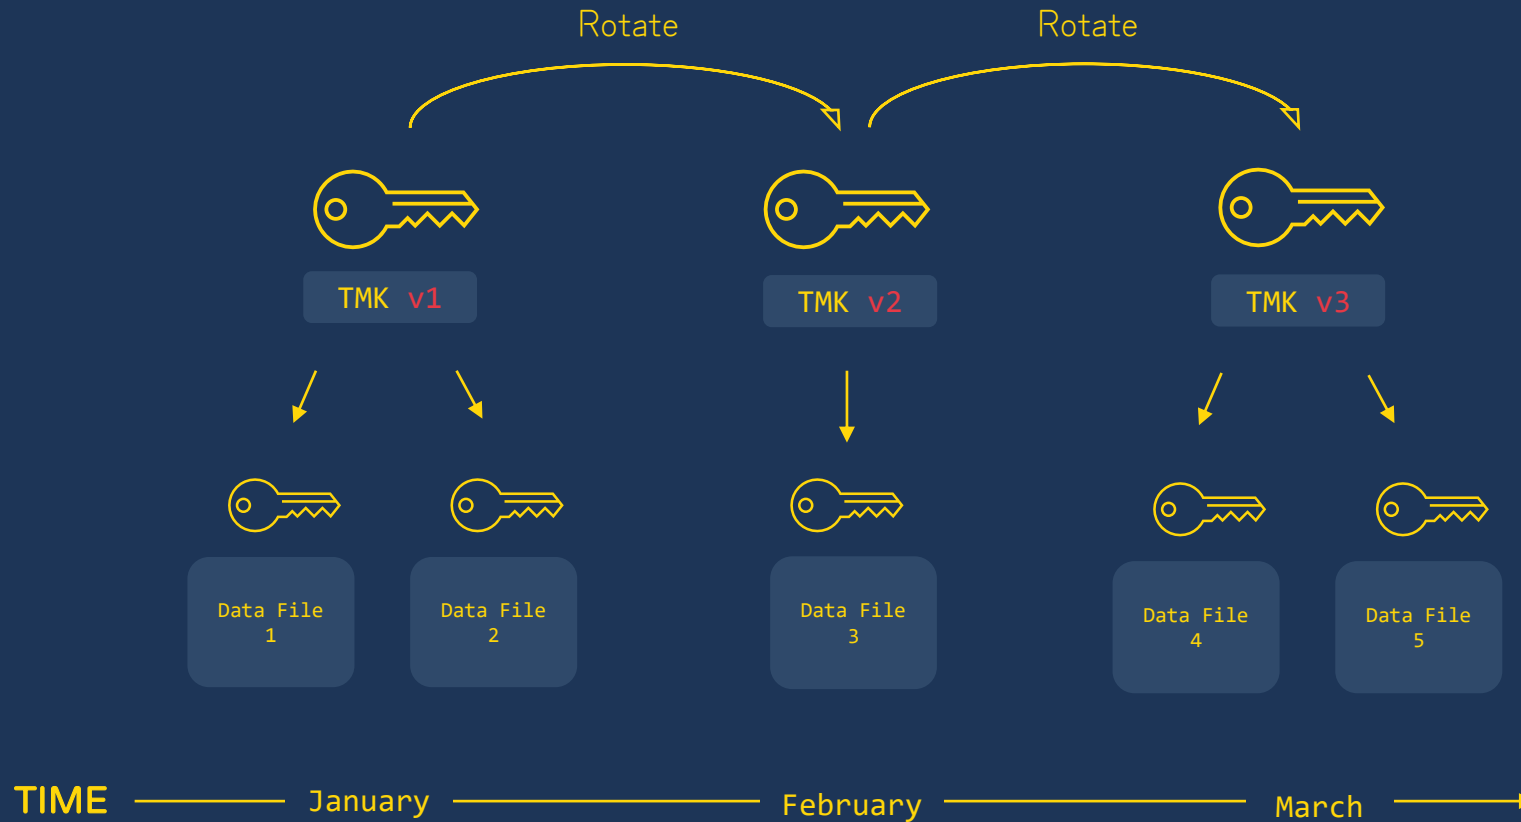 Rotate
Rotate
TMK v1
TMK v2
TMK v3
Data File
1
Data File
2
Data File
3
Data File
4
Data File
5
TIME
January
February
March